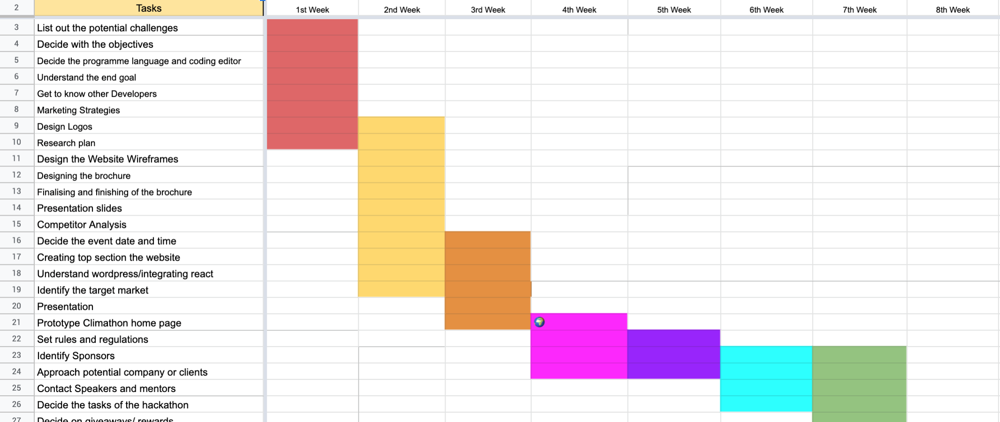 2 Tasks 1st Week 2nd Week 3rd Week 4th Week 5th Week 6th Week 7th Week 8th Week
3 List out the potential challenges
4 Decide with the objectives
5 Decide the programme language and coding editor
6 Understand the end goal
7 Get to know other Developers
8 Marketing Strategies
9 Design Logos
10 Research plan
11 Design the Website Wireframes
12 Designing the brochure
13 Finalising and finishing of the brochure
14 Presentation slides
15 Competitor Analysis
16 Decide the event date and time
17 Creating top section the website
18 Understand wordpress/integrating react
19 Identify the target market
20 Presentation
21 Prototype Climathon home page
22 Set rules and regulations
23 Identify Sponsors
24 Approach potential company or clients
25 Contact Speakers and mentors
26 Decide the tasks of the hackathon
27 Decide on giveaways/ rewards